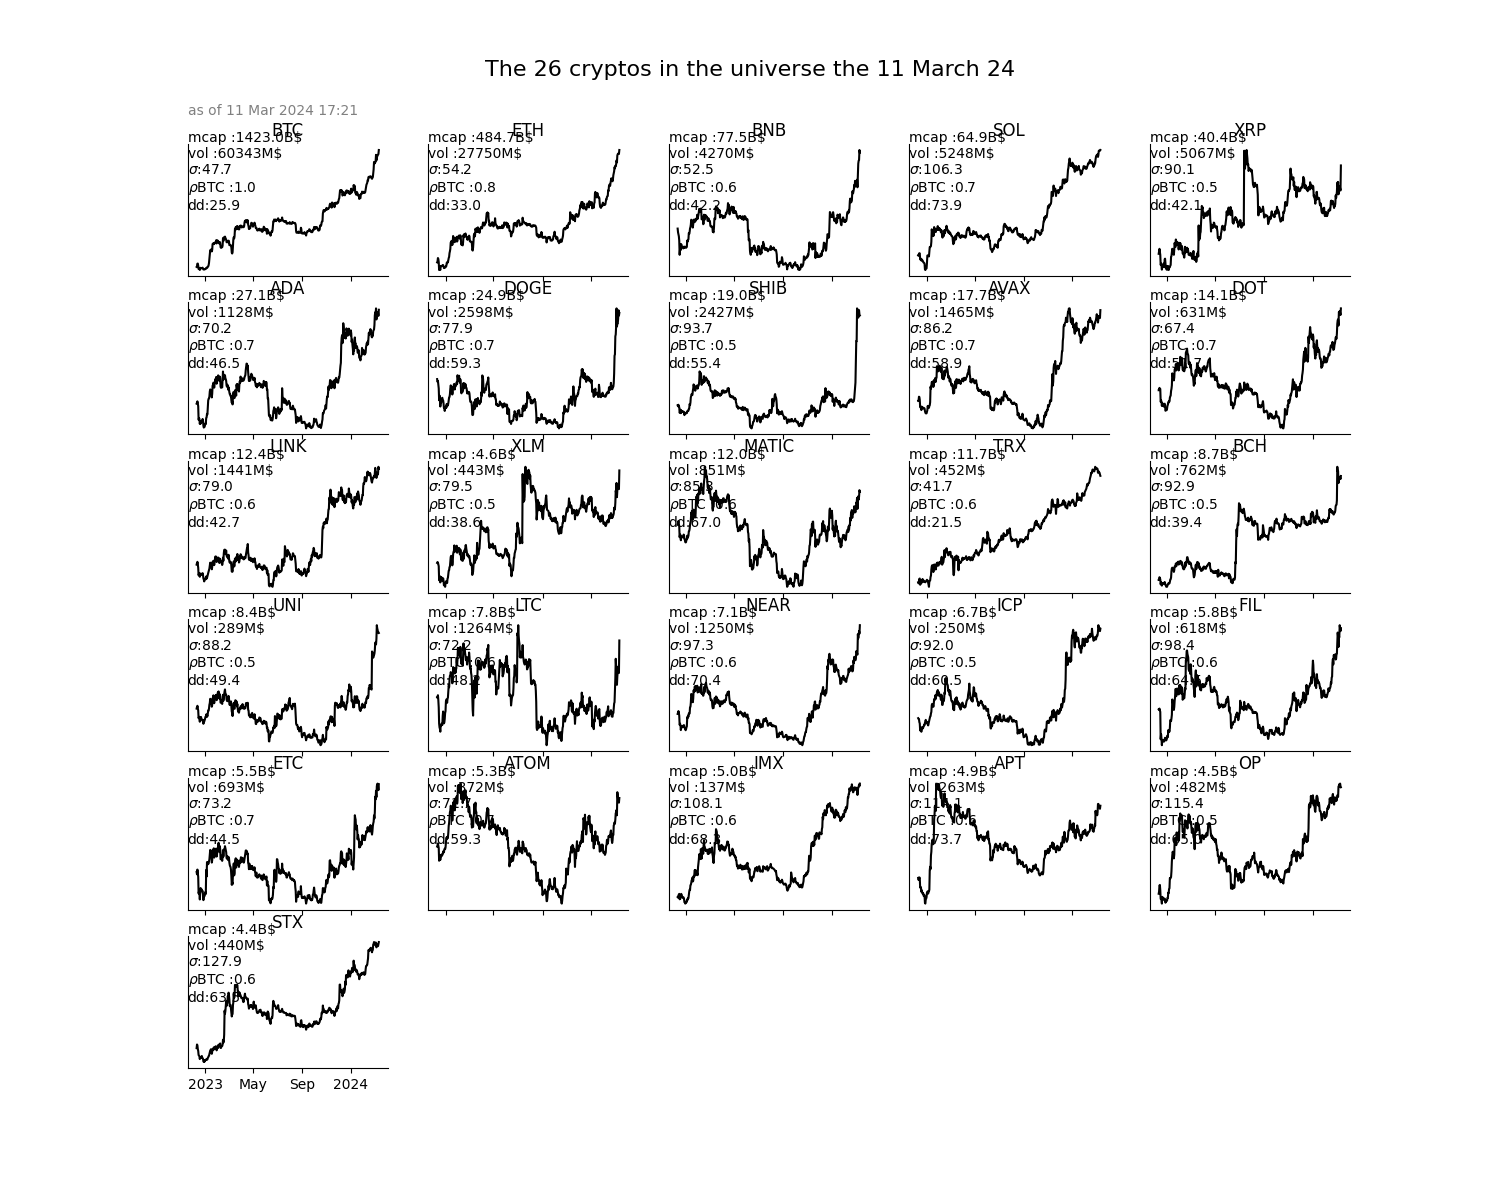 The 26 cryptos in the universe the 11 March 24
as of 11 Mar 2024 17:21
BTC
mcap :1423.0B$
vol :60343M$
σ:47.7
ρBTC :1.0
dd:25.9
ETH
mcap :484.7B$
vol :27750M$
σ:54.2
ρBTC :0.8
dd:33.0
BNB
mcap :77.5B$
vol :4270M$
σ:52.5
ρBTC :0.6
dd:42.2
SOL
mcap :64.9B$
vol :5248M$
σ:106.3
ρBTC :0.7
dd:73.9
XRP
mcap :40.4B$
vol :5067M$
σ:90.1
ρBTC :0.5
dd:42.1
ADA
mcap :27.1B$
vol :1128M$
σ:70.2
ρBTC :0.7
dd:46.5
DOGE
mcap :24.9B$
vol :2598M$
σ:77.9
ρBTC :0.7
dd:59.3
SHIB
mcap :19.0B$
vol :2427M$
σ:93.7
ρBTC :0.5
dd:55.4
AVAX
mcap :17.7B$
vol :1465M$
σ:86.2
ρBTC :0.7
dd:58.9
DOT
mcap :14.1B$
vol :631M$
σ:67.4
ρBTC :0.7
LINK
mcap :12.4B$
vol :1441M$
σ:79.0
ρBTC :0.6
dd:42.7
XLM
mcap :4.6B$
vol :443M$
σ:79.5
ρBTC :0.5
dd:38.6
MATIC
mcap :12.0B$
vol :851M$
ρBTC :0.6
dd:67.0
TRX
mcap :11.7B$
vol :452M$
σ:41.7
ρBTC :0.6
dd:21.5
BCH
mcap :8.7B$
vol :762M$
σ:92.9
ρBTC :0.5
dd:39.4
UNI
mcap :8.4B$
vol :289M$
σ:88.2
ρBTC :0.5
dd:49.4
LTC
mcap :7.8B$
vol :1264M$
σ:72.2
ρBTC :0.6
NEAR
mcap :7.1B$
vol :1250M$
σ:97.3
ρBTC :0.6
dd:70.4
ICP
mcap :6.7B$
vol :250M$
σ:92.0
ρBTC :0.5
dd:60.5
FIL
mcap :5.8B$
vol :618M$
σ:98.4
ρBTC :0.6
ETC
mcap :5.5B$
vol :693M$
σ:73.2
ρBTC :0.7
dd:44.5
ATOM
mcap :5.3B$
vol :372M$
dd:59.3
IMX
mcap :5.0B$
vol :137M$
σ:108.1
ρBTC :0.6
APT
mcap :4.9B$
vol :263M$
ρBTC :0.6
dd:73.7
OP
mcap :4.5B$
vol :482M$
σ:115.4
ρBTC :0.5
STX
mcap :4.4B$
vol :440M$
σ:127.9
ρBTC :0.6
2023 May Sep 2024